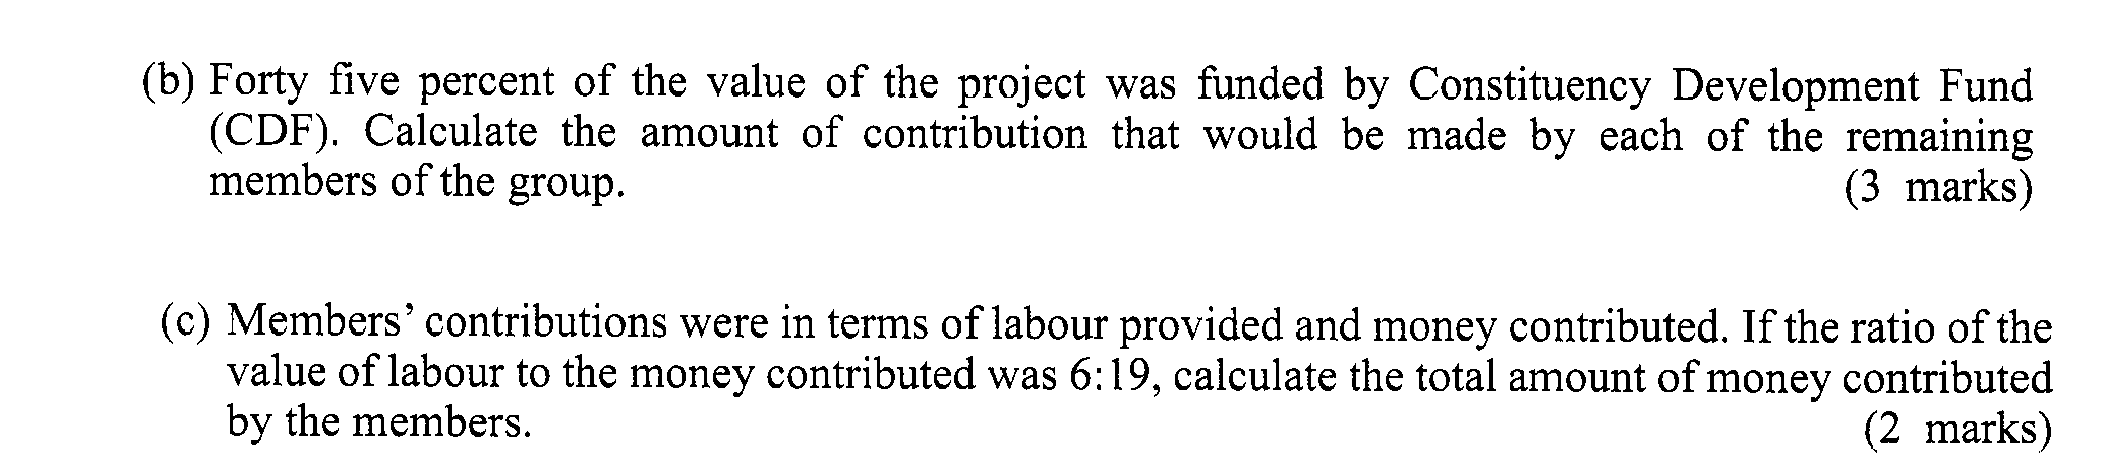 (b) Forty five percent of the value of the project was funded by Constituency Development Fund
(CDF). Calculate the amount of contribution that would be made by each of the remaining
members of the group.
(3 marks)
(c) Members’ contributions were in terms of labour provided and money contributed. If the ratio of the
value of labour to the money contributed was 6:19, calculate the total amount of money contributed
by the members.
(2 marks)